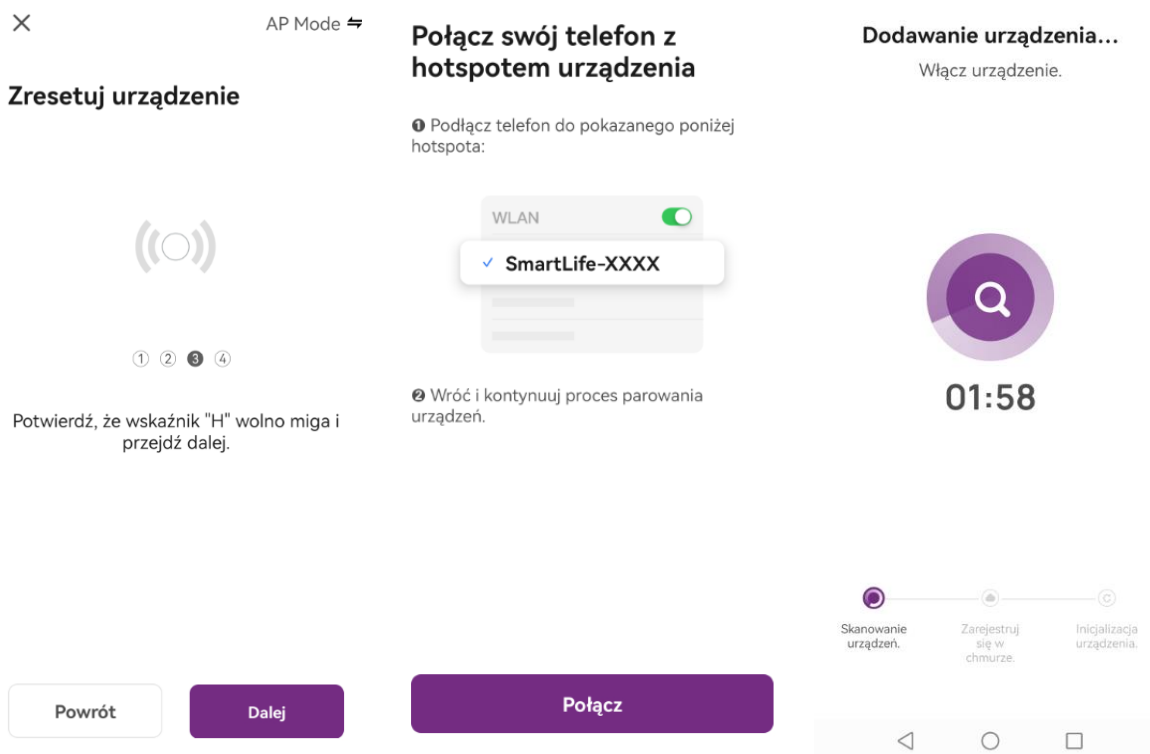 AP Mode
Zresetuj urządzenie
1 2 3 4
Potwierdź, że wskaźnik "H" wolno miga i
przejdź dalej.
Powrót
Dalej
Połącz swój telefon z
hotspotem urządzenia
❶ Podłącz telefon do pokazanego poniżej
hotspota:
WLAN
SmartLife-XXXX
❷ Wróć i kontynuuj proces parowania
urządzeń.
Połącz
Dodawanie urządzenia...
Włącz urządzenie.
01:58
Skanowanie
urządzeń.
Zarejestruj
się w
chmurze.
Inicjalizacja
urządzenia.